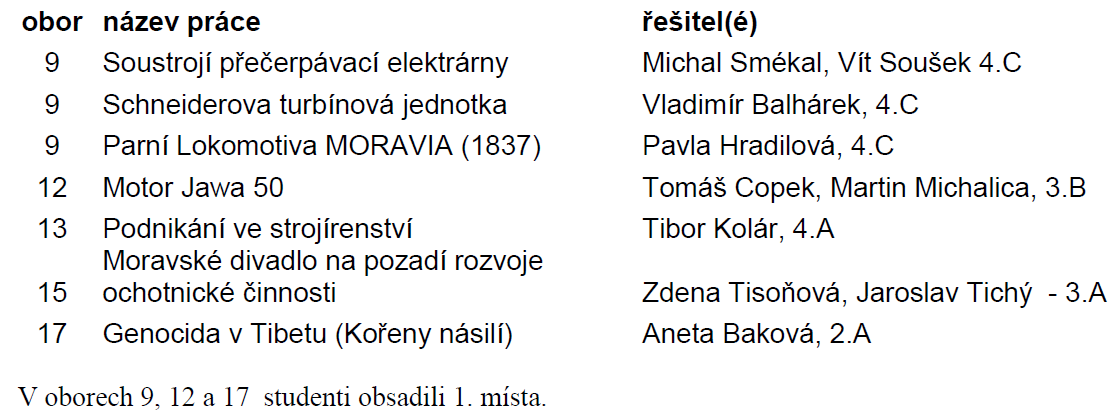 obor název práce řešitel(é)
9 Soustrojí přečerpávací elektrárny Michal Smékal, Vít Soušek 4.C
9 Schneiderova turbínová jednotka Vladimír Balhárek, 4.C
9 Parní Lokomotiva MORAVIA (1837) Pavla Hradilová, 4.C
12 Motor Jawa 50 Tomáš Copek, Martin Michalica, 3.B
13 Podnikání ve strojírenství Tibor Kolár, 4.A
Moravské divadlo na pozadí rozvoje
15 ochotnické činnosti Zdena Tisoňová, Jaroslav Tichý - 3.A
17 Genocida v Tibetu (Kořeny násilí) Aneta Baková, 2.A
V oborech 9, 12 a 17 studenti obsadili 1. místa.